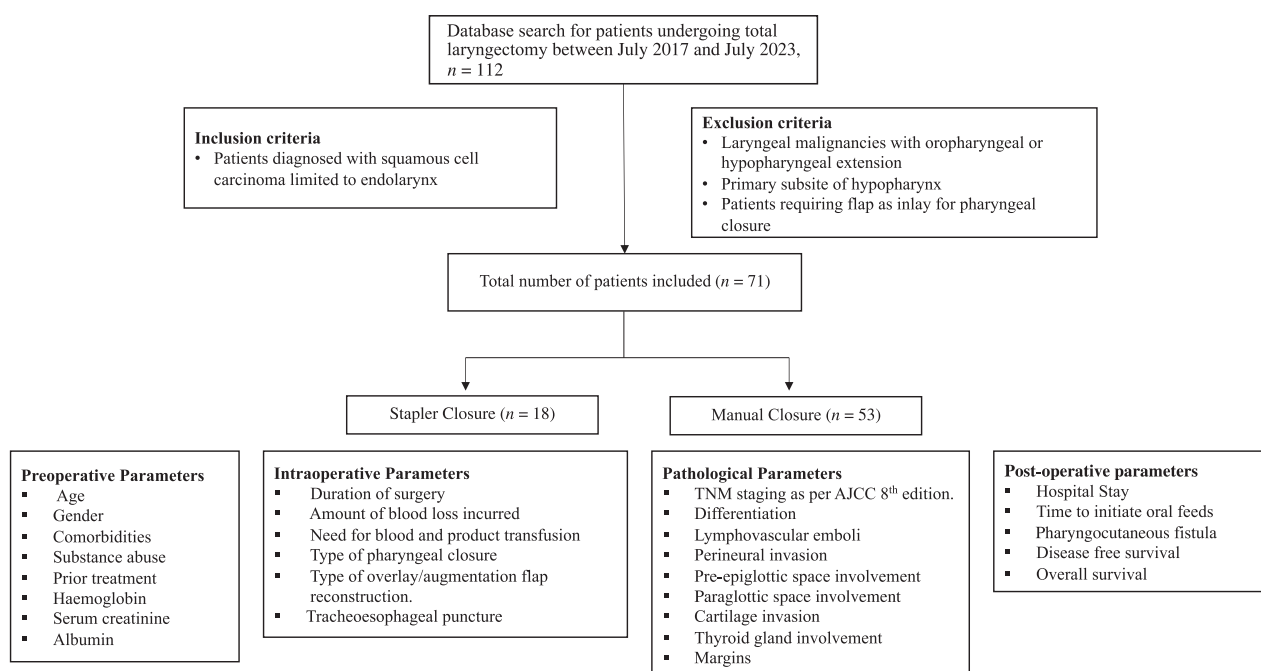 Database search for patients undergoing total
laryngectomy between July 2017 and July 2023,
n = 112
Inclusion criteria
• Patients diagnosed with squamous cell
carcinoma limited to endolarynx
Exclusion criteria
• Laryngeal malignancies with oropharyngeal or
hypopharyngeal extension
• Primary subsite of hypopharynx
• Patients requiring flap as inlay for pharyngeal
closure
Total number of patients included (n = 71)
Stapler Closure (n = 18)
Manual Closure (n = 53)
Preoperative Parameters
▪ Age
▪ Gender
▪ Comorbidities
▪ Substance abuse
▪ Prior treatment
▪ Haemoglobin
▪ Serum creatinine
▪ Albumin
Intraoperative Parameters
▪ Duration of surgery
▪ Amount of blood loss incurred
▪ Need for blood and product transfusion
▪ Type of pharyngeal closure
▪ Type of overlay/augmentation flap
reconstruction.
▪ Tracheoesophageal puncture
Pathological Parameters
▪ TNM staging as per AJCC 8th edition.
▪ Differentiation
▪ Lymphovascular emboli
▪ Perineural invasion
▪ Pre-epiglottic space involvement
▪ Paraglottic space involvement
▪ Cartilage invasion
▪ Thyroid gland involvement
▪ Margins
Post-operative parameters
▪ Hospital Stay
▪ Time to initiate oral feeds
▪ Pharyngocutaneous fistula
▪ Disease free survival
▪ Overall survival